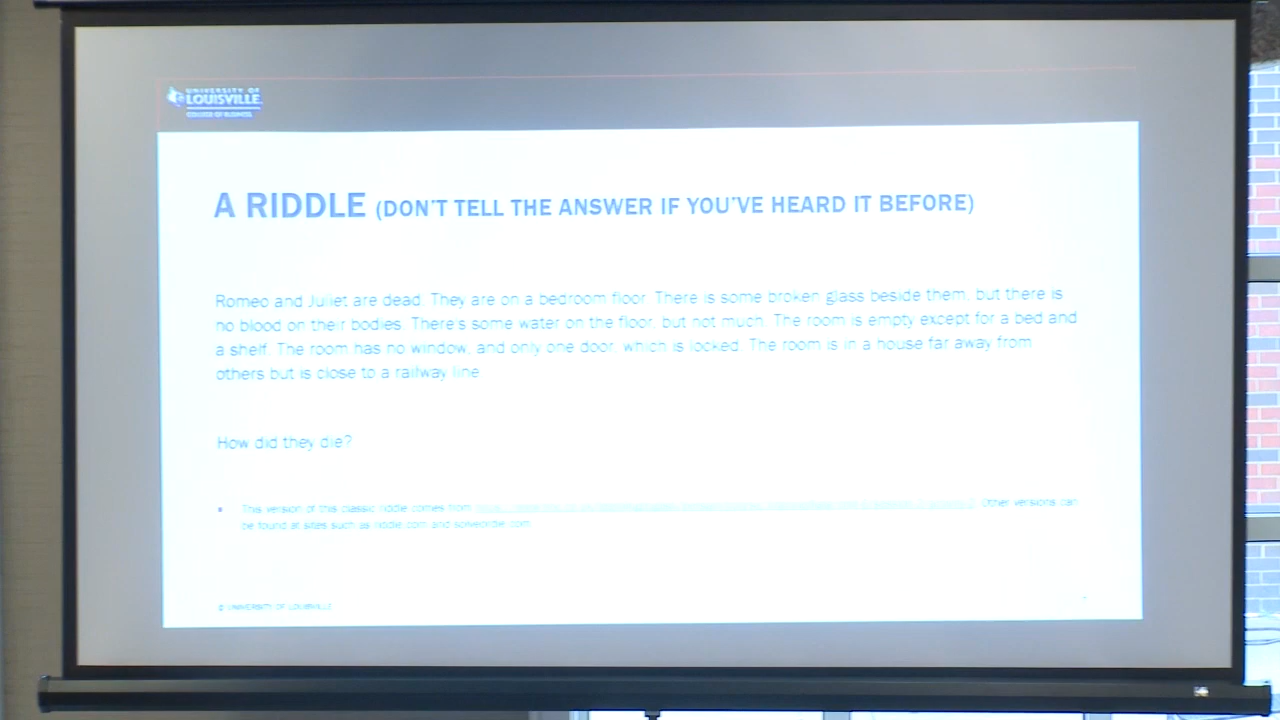 UNIVERSITY OF
LOUISVILLE.
COLLEGE OF BUSINESS
A RIDDLE (DON'T TELL THE ANSWER IF YOU'VE HEARD IT BEFORE)
Romeo and Juliet are dead. They are on a bedroom floor. There is some broken glass beside them, but there is
no blood on their bodies. There's some water on the floor, but not much. The room is empty except for a bed and
a shelf. The room has no window, and only one door, which is locked. The room is in a house far away from
others but is close to a railway line
How did they die?
• This version of this classic riddle comes from Other versions can
be found at sites such as riddle.com and
© UNIVERSITY OF LOUISVILLE